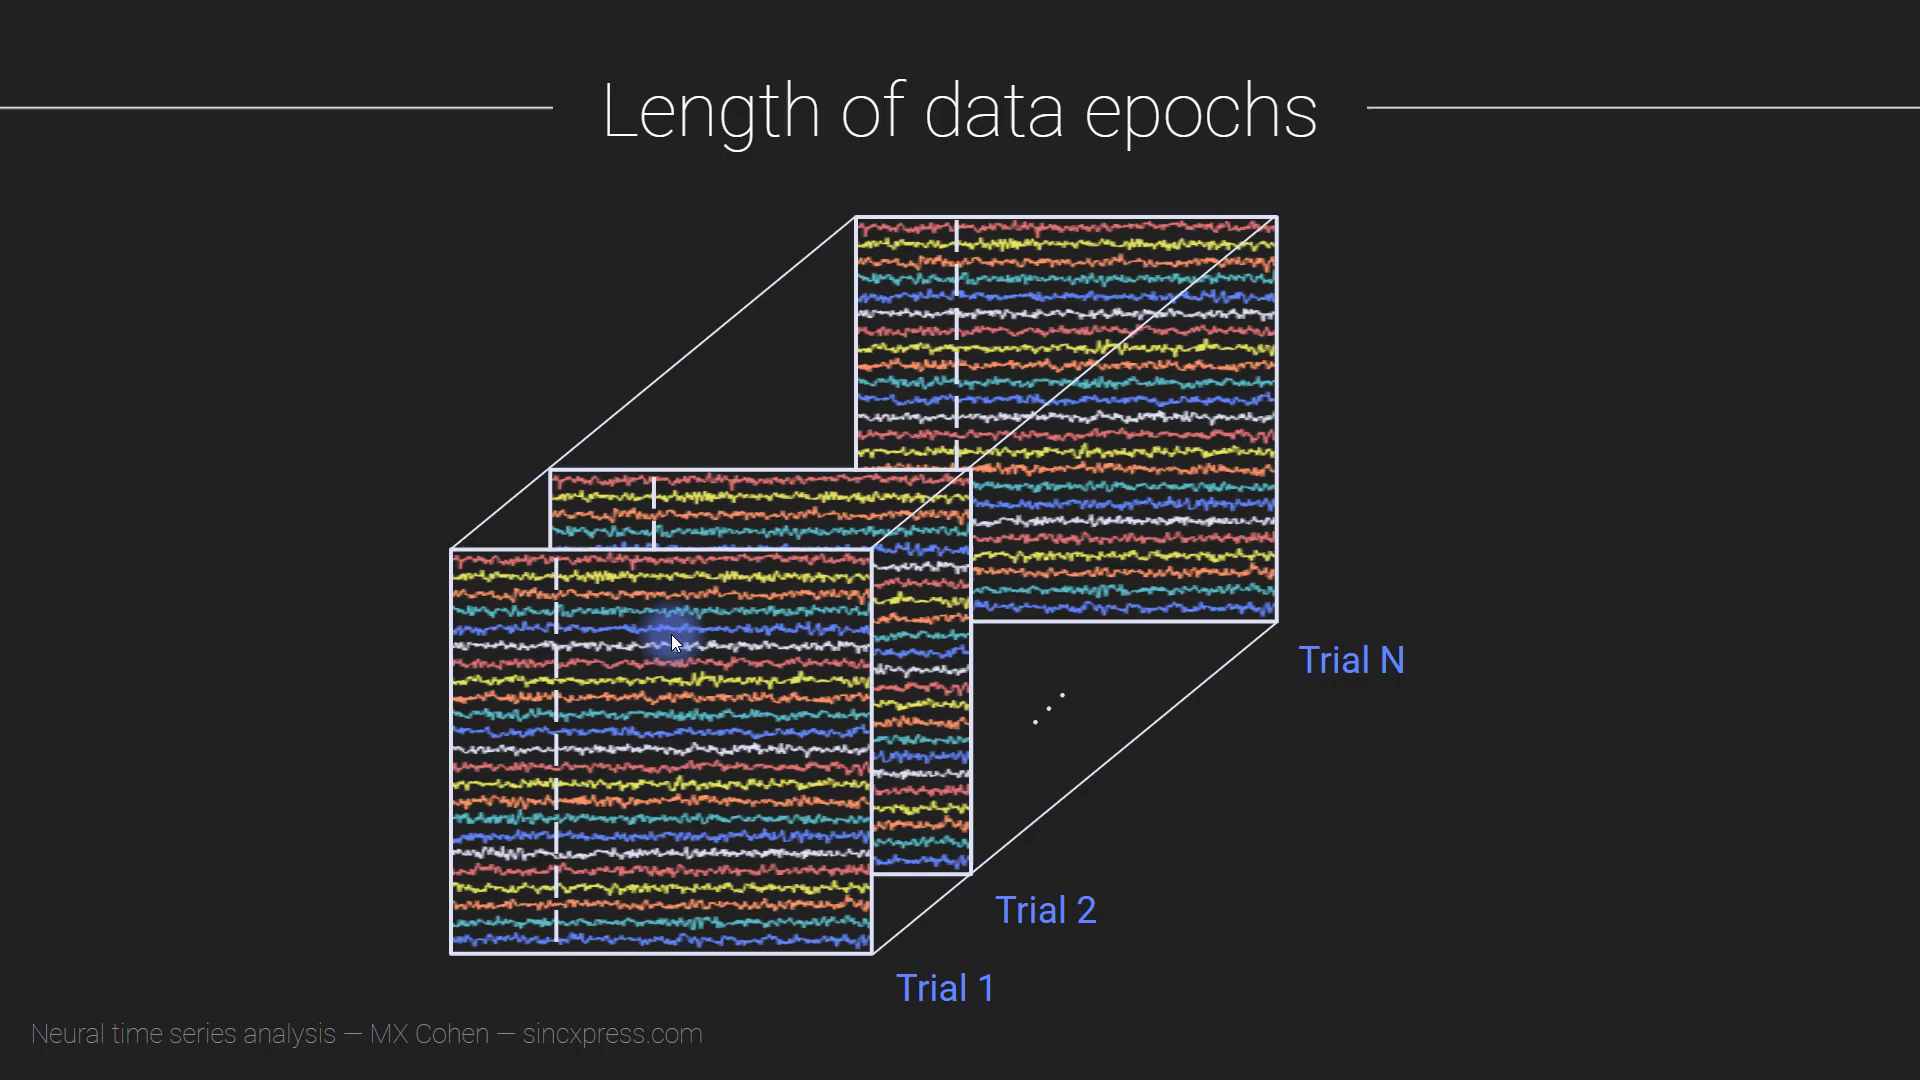 Length of data epochs
Trial N
Trial 2
Trial 1
Neural time series analysis — MX Cohen — sincxpress.com